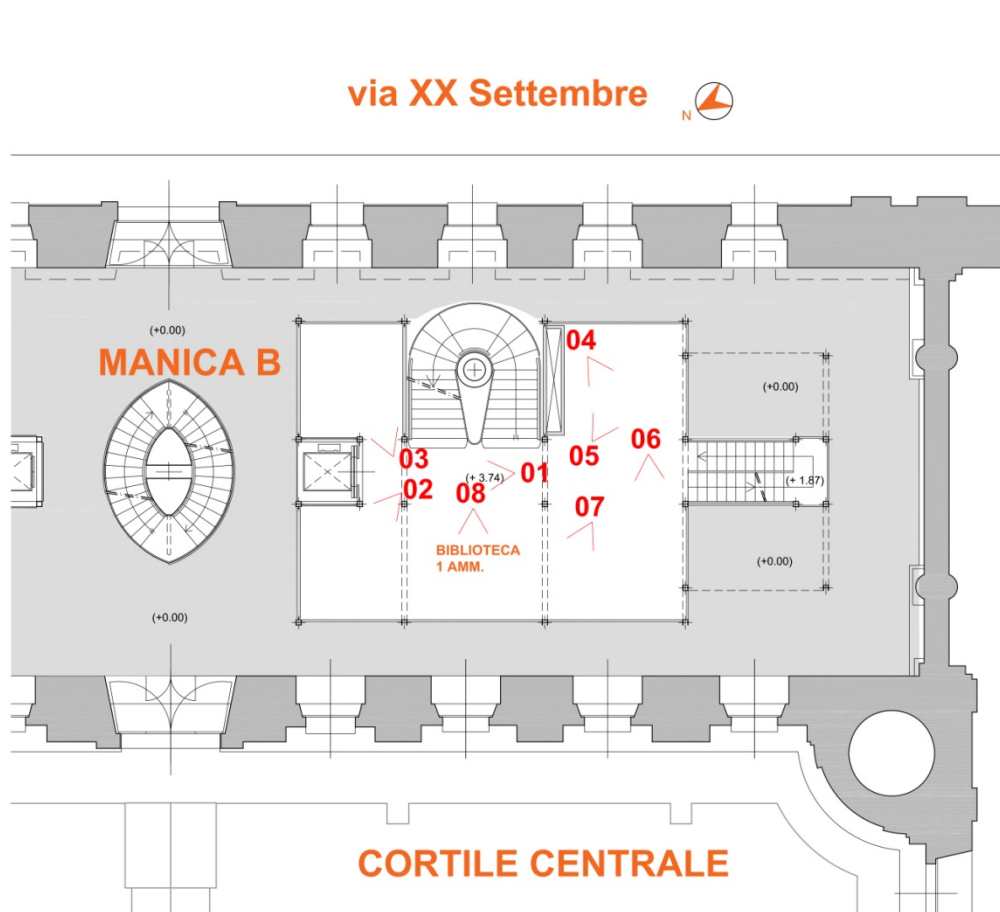 via XX Settembre
N
(+0.00)
MANICA B
04
(+0.00)
03
05
06
01
02
08
(+ 3.74)
(+ 1.87)
07
BIBLIOTECA
1 AMM.
(+0.00)
(+0.00)
CORTILE CENTRALE